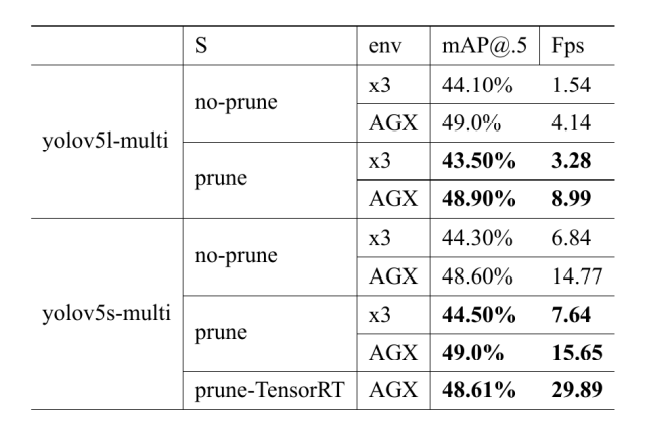 S env mAP@.5 Fps
yolov5l-multi no-prune x3 44.10% 1.54
AGX 49.0% 4.14
prune x3 43.50% 3.28
AGX 48.90% 8.99
yolov5s-multi no-prune x3 44.30% 6.84
AGX 48.60% 14.77
prune x3 44.50% 7.64
AGX 49.0% 15.65
prune-TensorRT AGX 48.61% 29.89